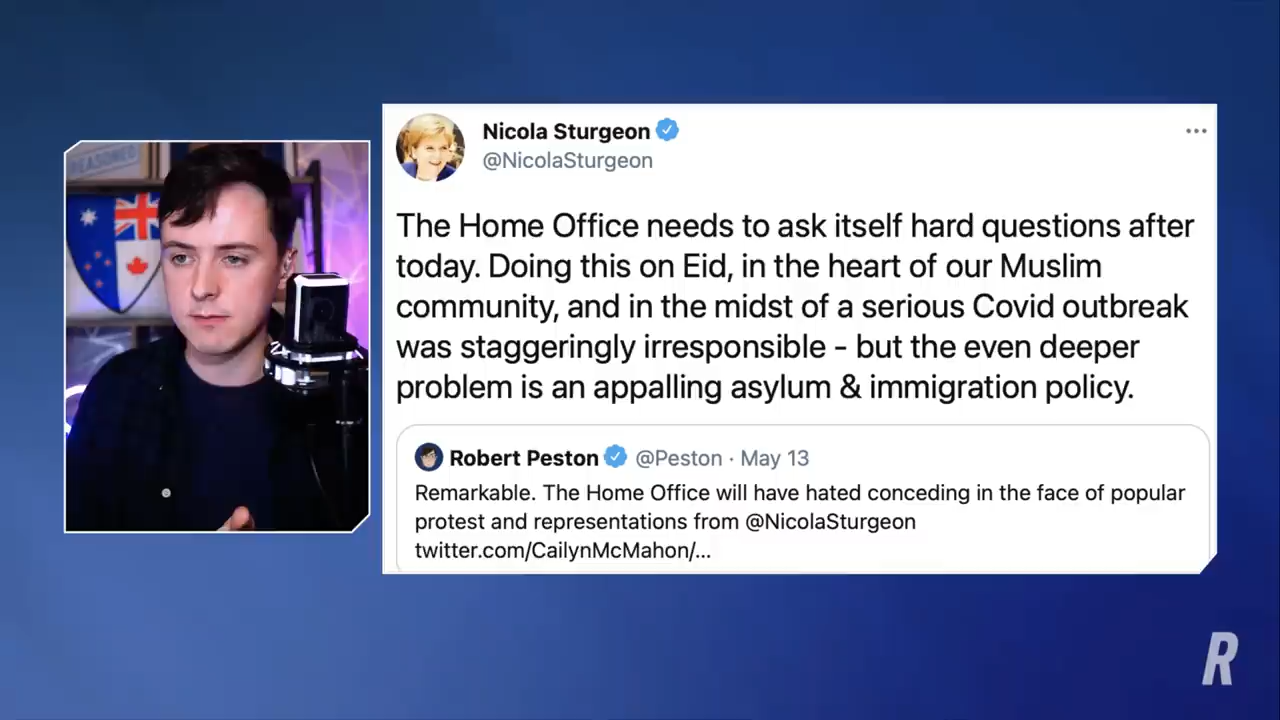 REASONED
Nicola Sturgeon
@NicolaSturgeon
The Home Office needs to ask itself hard questions after
today. Doing this on Eid, in the heart of our Muslim
community, and in the midst of a serious Covid outbreak
was staggeringly irresponsible - but the even deeper
problem is an appalling asylum & immigration policy.
Robert Peston @Peston · May 13
Remarkable. The Home Office will have hated conceding in the face of popular
protest and representations from @NicolaSturgeon
twitter.com/CailynMcMahon/...
R